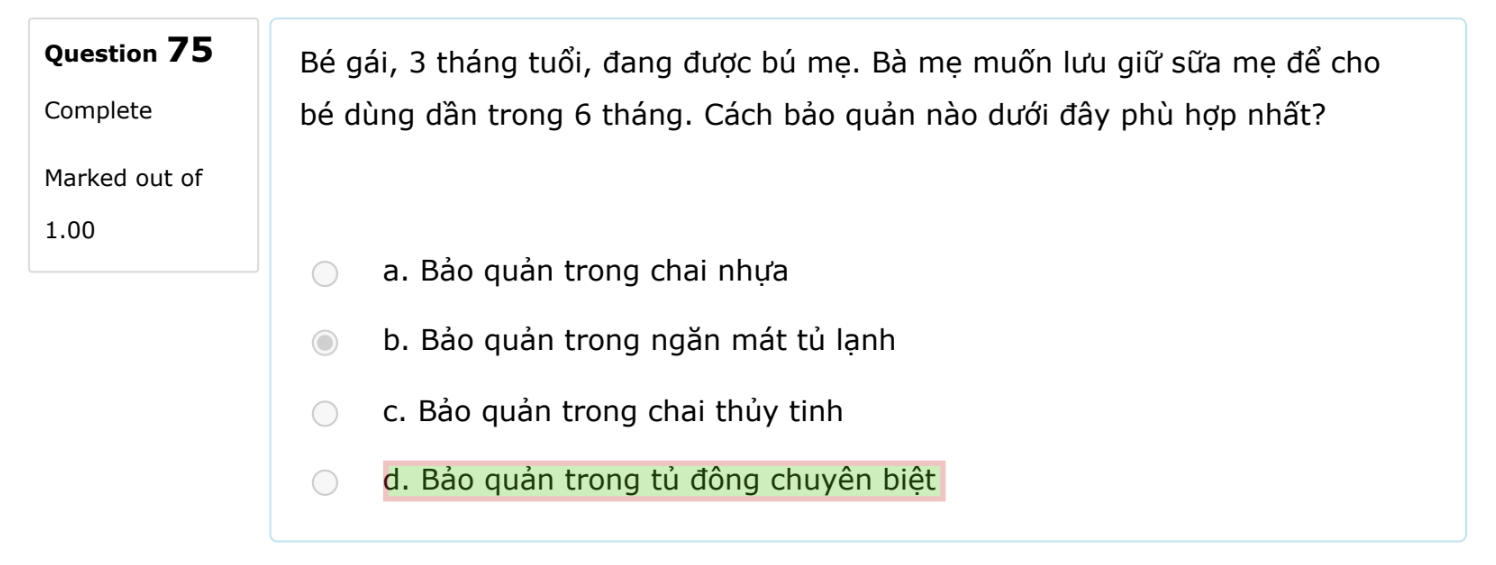 Question 75
Complete
Marked out of
1.00
Bé gái, 3 tháng tuổi, đang được bú mẹ. Bà mẹ muốn lưu giữ sữa mẹ để cho
bé dùng dần trong 6 tháng. Cách bảo quản nào dưới đây phù hợp nhất?
a. Bảo quản trong chai nhựa
b. Bảo quản trong ngăn mát tủ lạnh
c. Bảo quản trong chai thủy tinh
d. Bảo quản trong tủ đông chuyên biệt